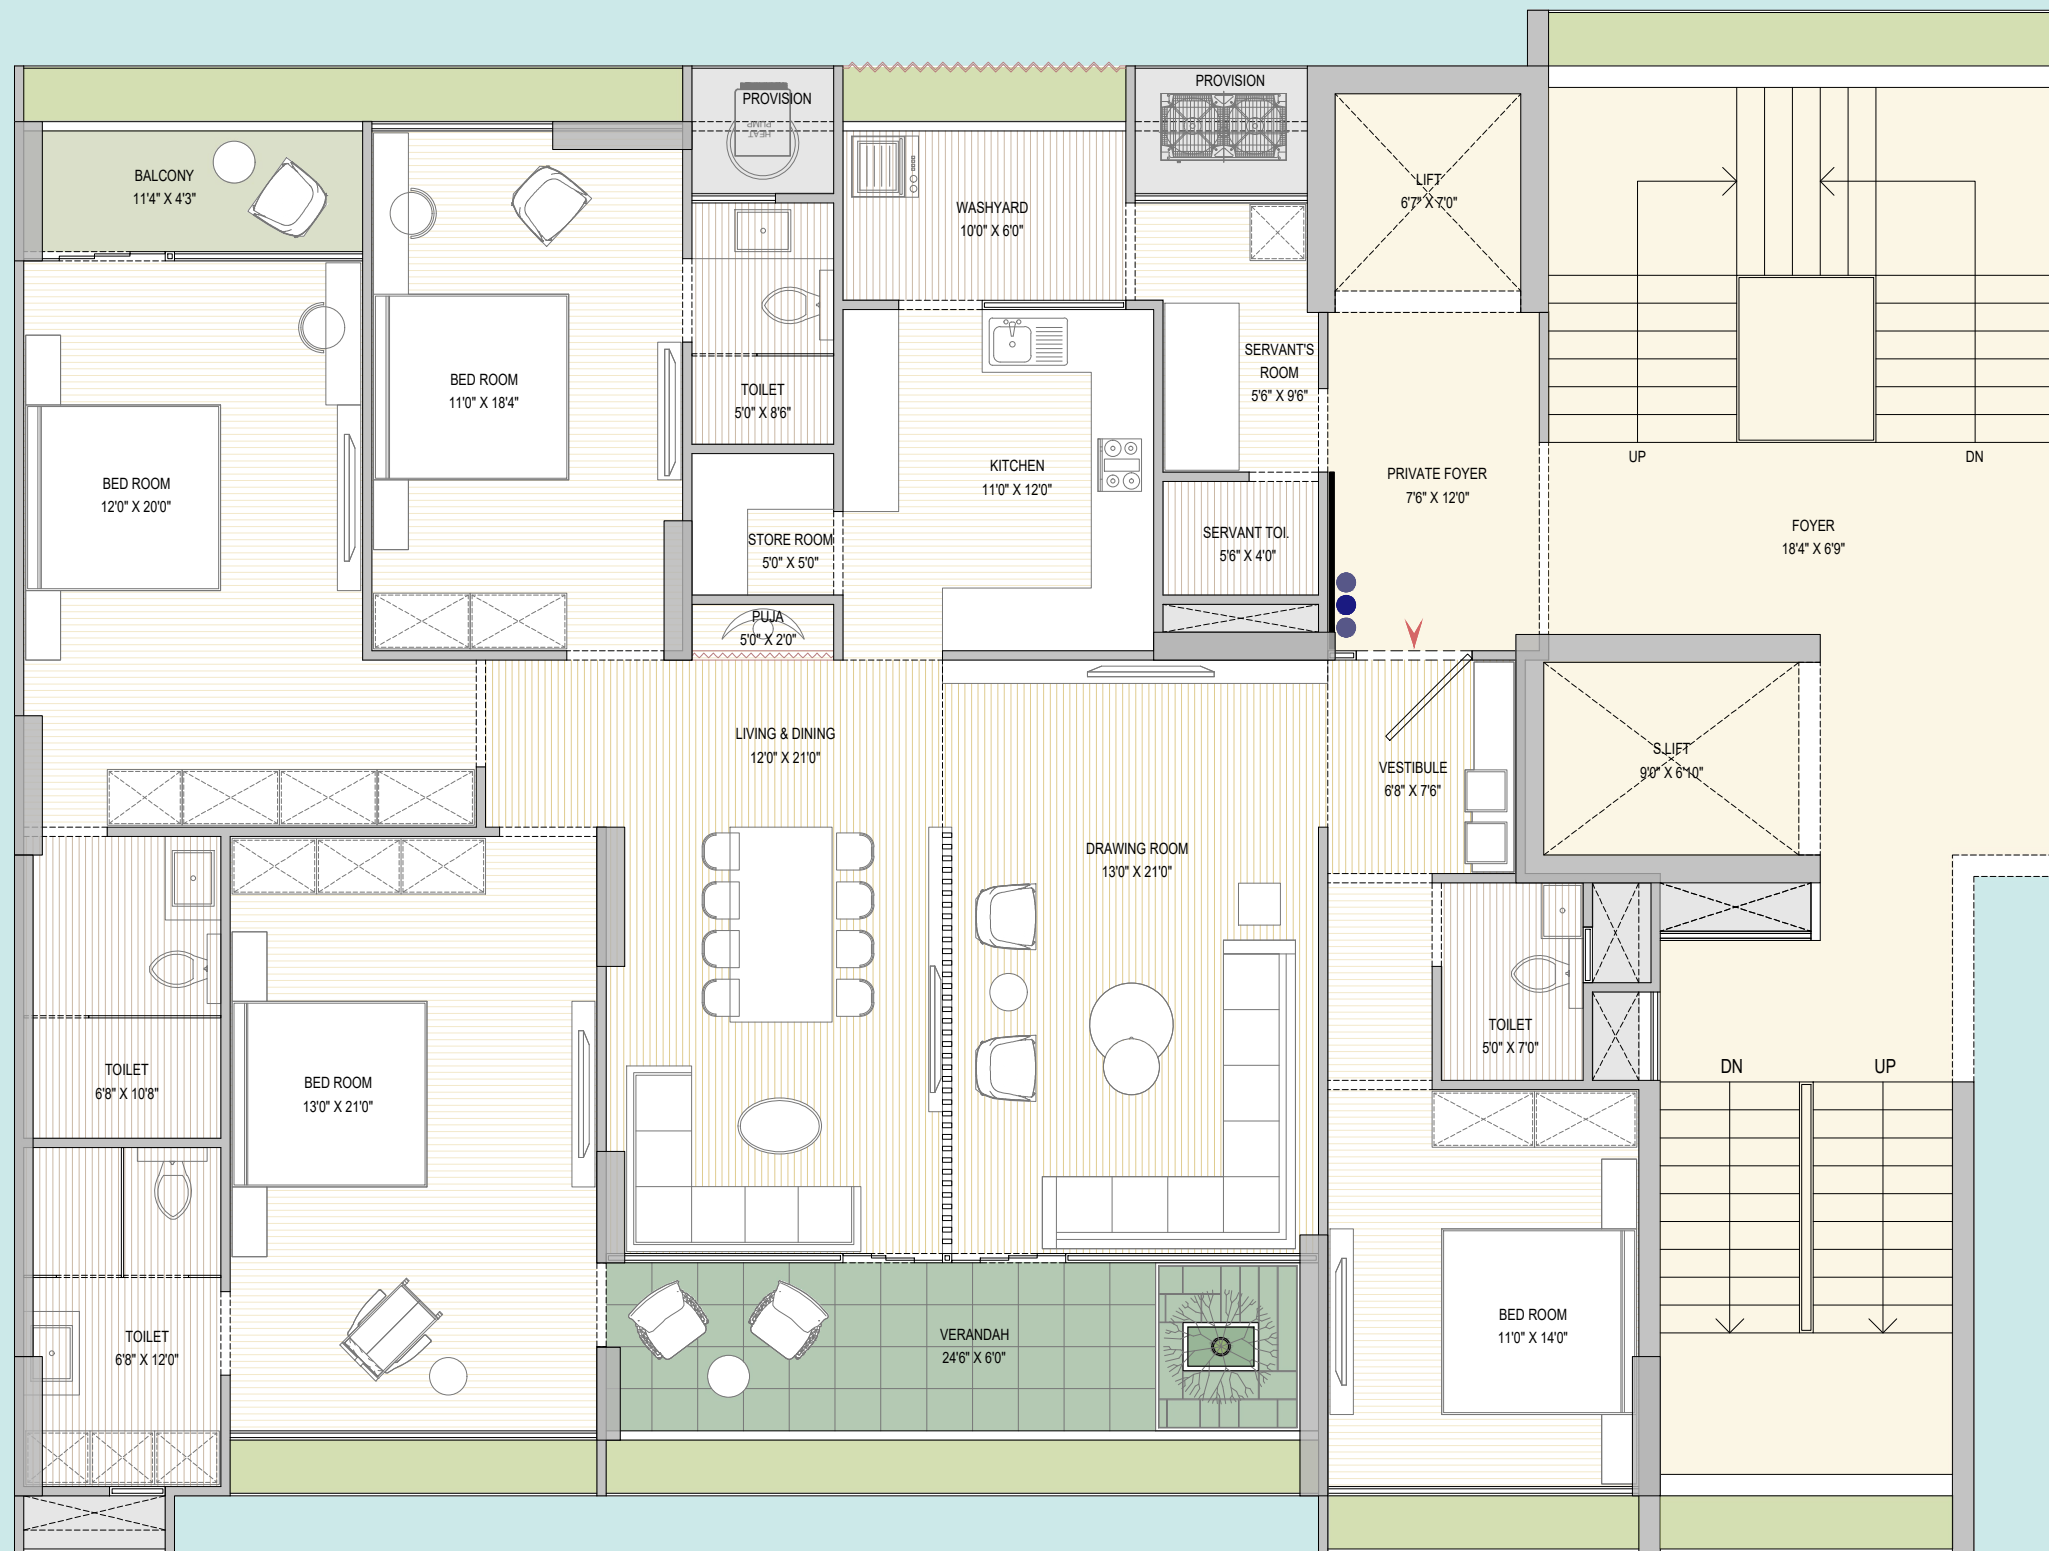 PROVISION
HEAT
PUMP
PROVISION
BALCONY
11'4" X 4'3"
WASHYARD
10'0" X 6'0"
LIFT
6'7" X 7'0"
BED ROOM
11'0" X 18'4"
TOILET
5'0" X 8'6"
SERVANT'S
ROOM
5'6" X 9'6"
UP
DN
BED ROOM
12'0" X 20'0"
KITCHEN
11'0" X 12'0"
PRIVATE FOYER
7'6" X 12'0"
STORE ROOM
5'0" X 5'0"
SERVANT TOI.
5'6" X 4'0"
FOYER
18'4" X 6'9"
PUJA
5'0" X 2'0"
LIVING & DINING
12'0" X 21'0"
VESTIBULE
6'8" X 7'6"
S.LIFT
9'0" X 6'10"
DRAWING ROOM
13'0" X 21'0"
TOILET
6'8" X 10'8"
BED ROOM
13'0" X 21'0"
TOILET
5'0" X 7'0"
DN
UP
TOILET
6'8" X 12'0"
VERANDAH
24'6" X 6'0"
BED ROOM
11'0" X 14'0"